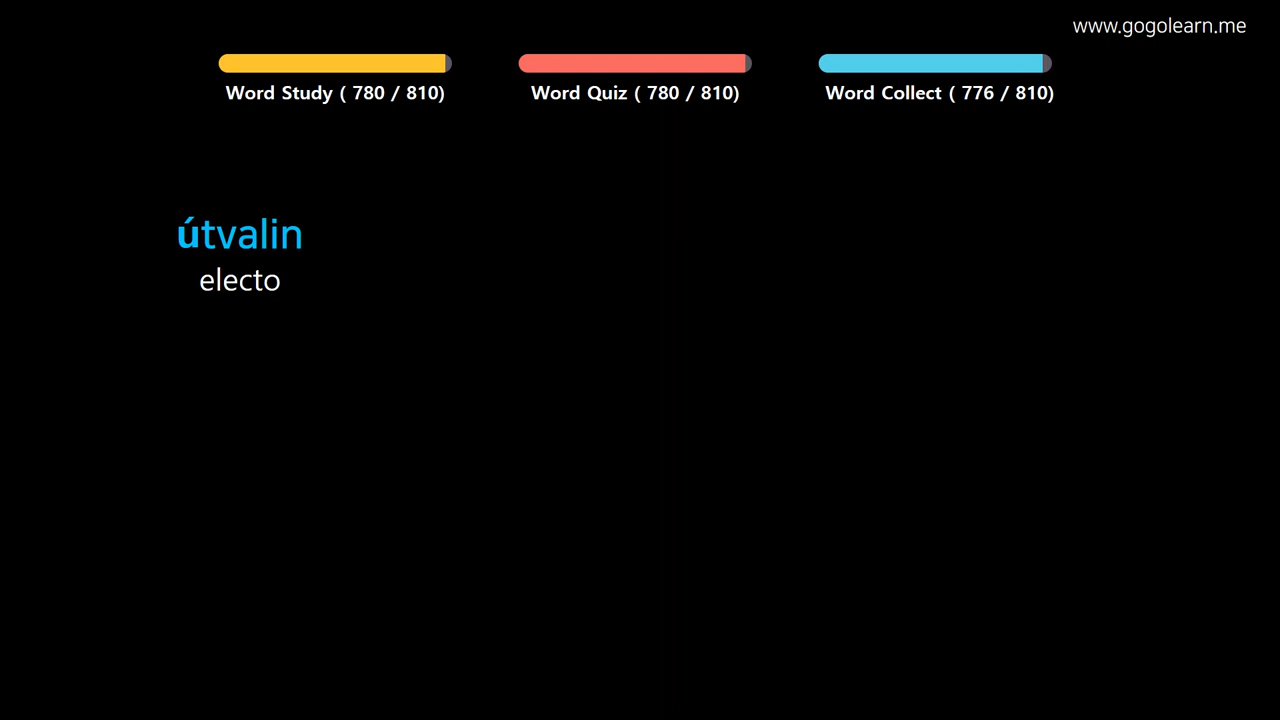 www.gogolearn.me
Word Study ( 780 / 810)
Word Quiz ( 780 / 810)
Word Collect ( 776 / 810)
útvalin
electo